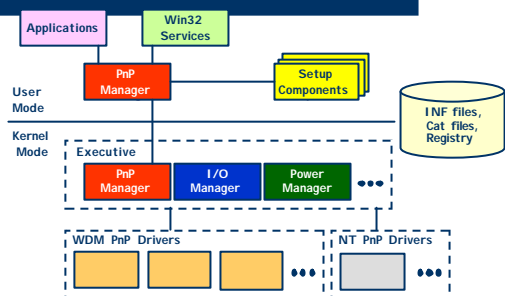 Applications
Win32
Services
PnP
Manager
Setup
Components
User
Mode
INF files,
Cat files,
Registry
Kernel
Mode
Executive
PnP
Manager
I/O
Manager
Power
Manager
WDM PnP Drivers
NT PnP Drivers